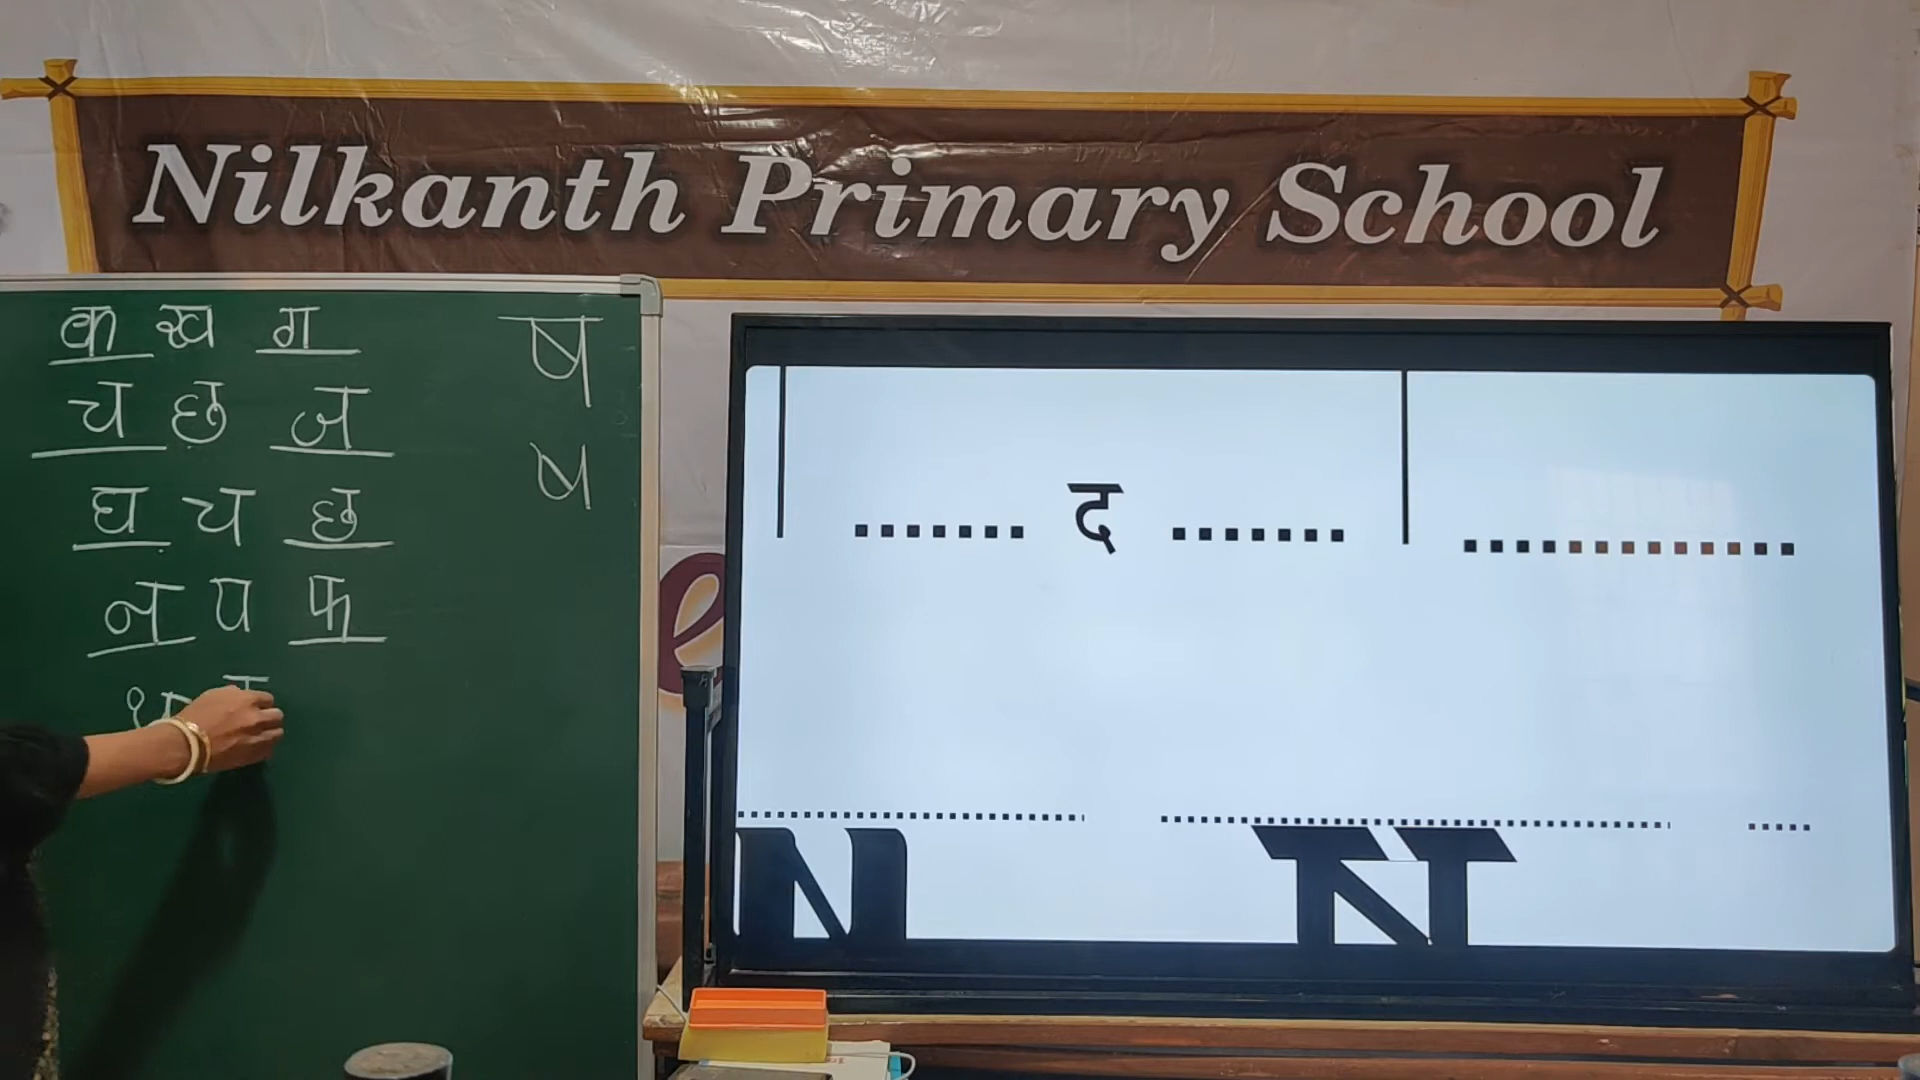 Nilkanth Primary School
क ख ग
च छ ज
घ च छ
न प फ
थ
ष
ष
....... द .......